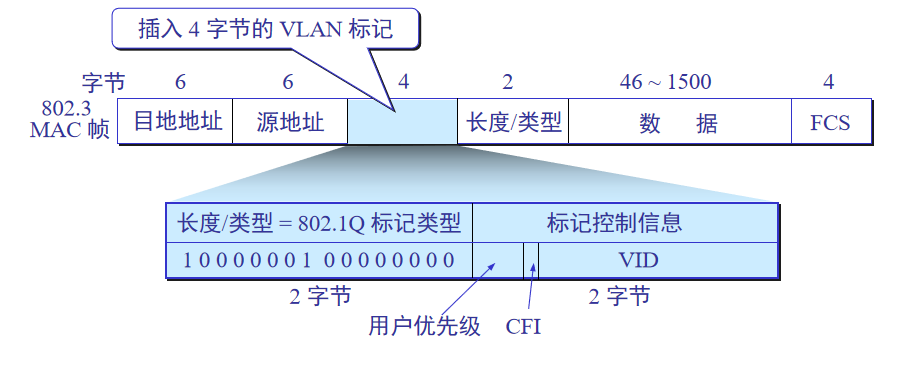 插入 4 字节的 VLAN 标记
字节 6 6 4 2 46 ~ 1500 4
802.3
MAC 帧
目地地址 源地址 长度/类型 数 据 FCS
长度/类型 = 802.1Q 标记类型 标记控制信息
1 0 0 0 0 0 0 1 0 0 0 0 0 0 0 0 VID
2 字节 2 字节
用户优先级 CFI